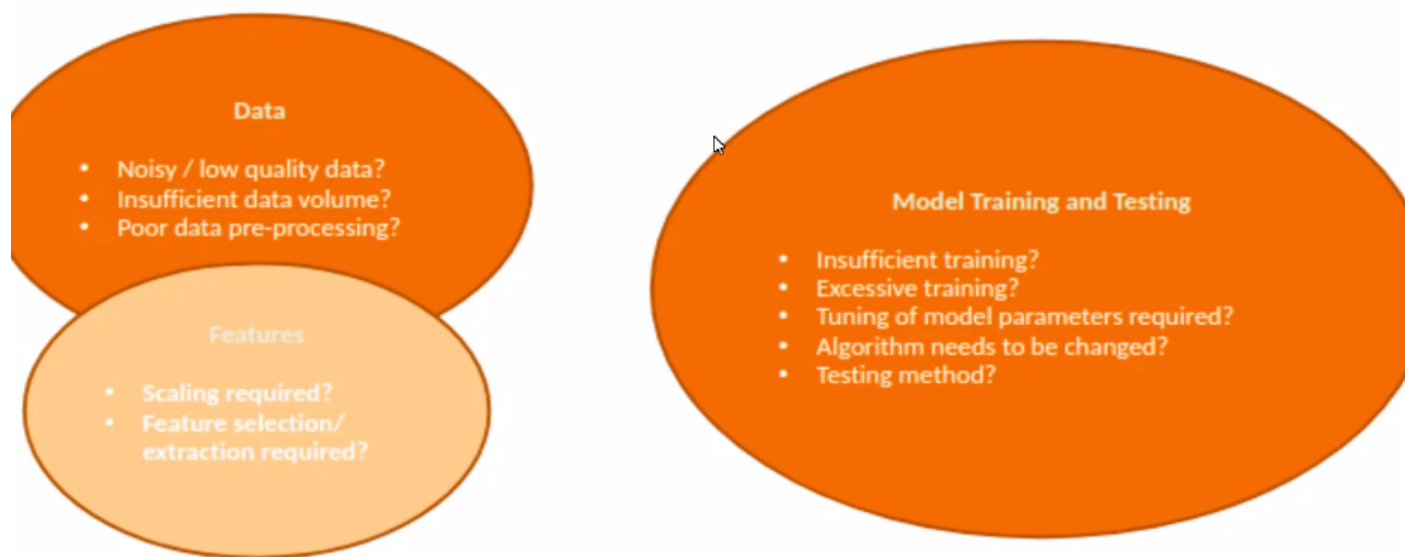 Data
• Noisy / low quality data?
• Insufficient data volume?
• Poor data pre-processing?
Features
• Scaling required?
• Feature selection/
extraction required?
Model Training and Testing
• Insufficient training?
• Excessive training?
• Tuning of model parameters required?
• Algorithm needs to be changed?
• Testing method?